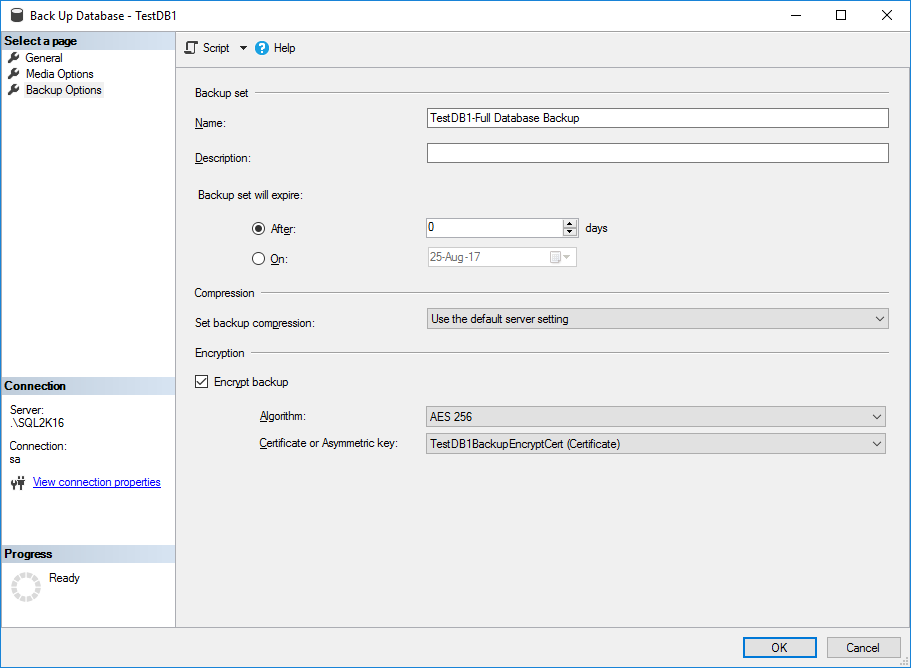 Back Up Database - TestDB1
Select a page
General
Media Options
Backup Options
Connection
Server:
.\SQL2K16
Connection:
sa
View connection properties
Progress
Ready
Script
Help
Backup set
Name:
TestDB1-Full Database Backup
Description:
Backup set will expire:
After:
0
days
On:
25-Aug-17
Compression
Set backup compression:
Use the default server setting
Encryption
Encrypt backup
Algorithm:
AES 256
Certificate or Asymmetric key:
TestDB1BackupEncryptCert (Certificate)
OK
Cancel